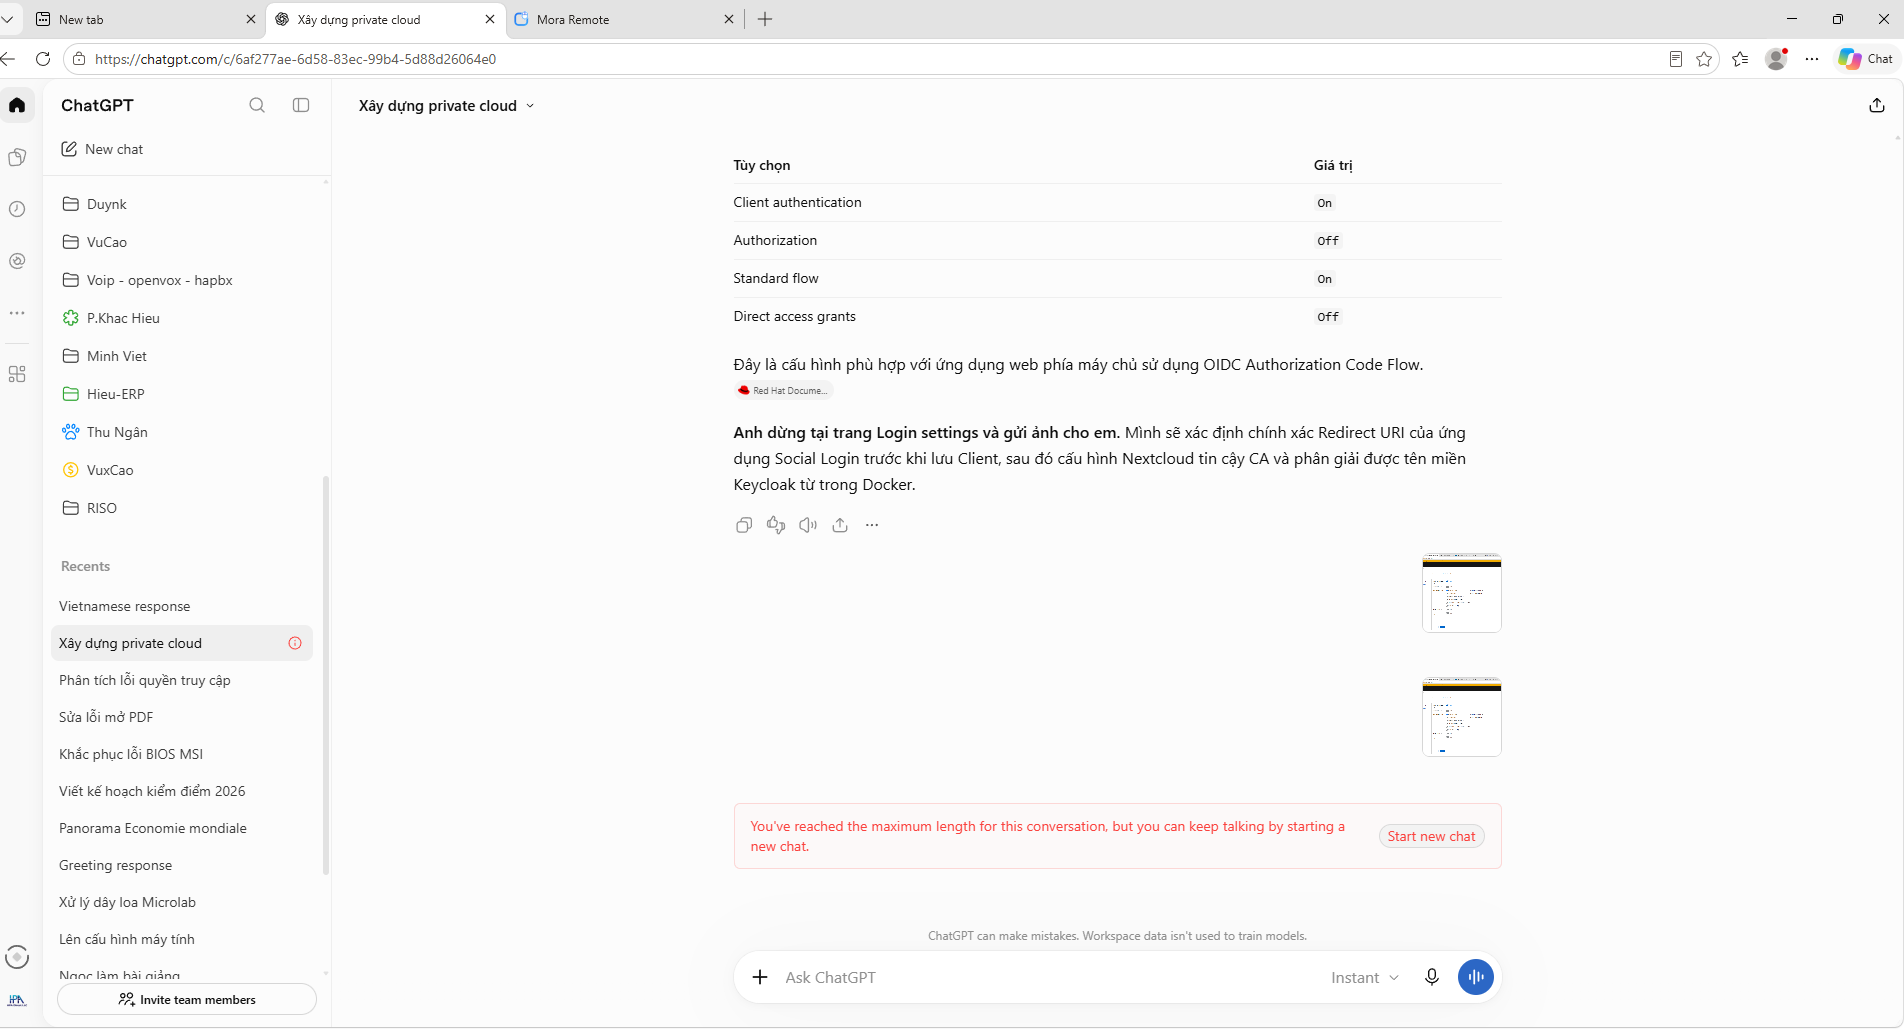 New tab
Xây dựng private cloud
Mora Remote
https://chatgpt.com/c/6af277ae-6d58-83ec-99b4-5d88d26064e0
Chat
ChatGPT
Xây dựng private cloud
New chat
Duynk
VuCao
Voip - openvox - hapbx
P.Khac Hieu
Minh Viet
Hieu-ERP
Thu Ngân
VuxCao
RISO
Recents
Vietnamese response
Xây dựng private cloud
Phân tích lỗi quyền truy cập
Sửa lỗi mở PDF
Khắc phục lỗi BIOS MSI
Viết kế hoạch kiểm điểm 2026
Panorama Economie mondiale
Greeting response
Xử lý dây loa Microlab
Lên cấu hình máy tính
Ngọc làm bài giảng
Invite team members
Tùy chọn Giá trị
Client authentication On
Authorization Off
Standard flow On
Direct access grants Off
Đây là cấu hình phù hợp với ứng dụng web phía máy chủ sử dụng OIDC Authorization Code Flow.
Red Hat Docume...
Anh dừng tại trang Login settings và gửi ảnh cho em. Mình sẽ xác định chính xác Redirect URI của ứng
dụng Social Login trước khi lưu Client, sau đó cấu hình Nextcloud tin cậy CA và phân giải được tên miền
Keycloak từ trong Docker.
You've reached the maximum length for this conversation, but you can keep talking by starting a
new chat.
Start new chat
ChatGPT can make mistakes. Workspace data isn't used to train models.
Ask ChatGPT
Instant